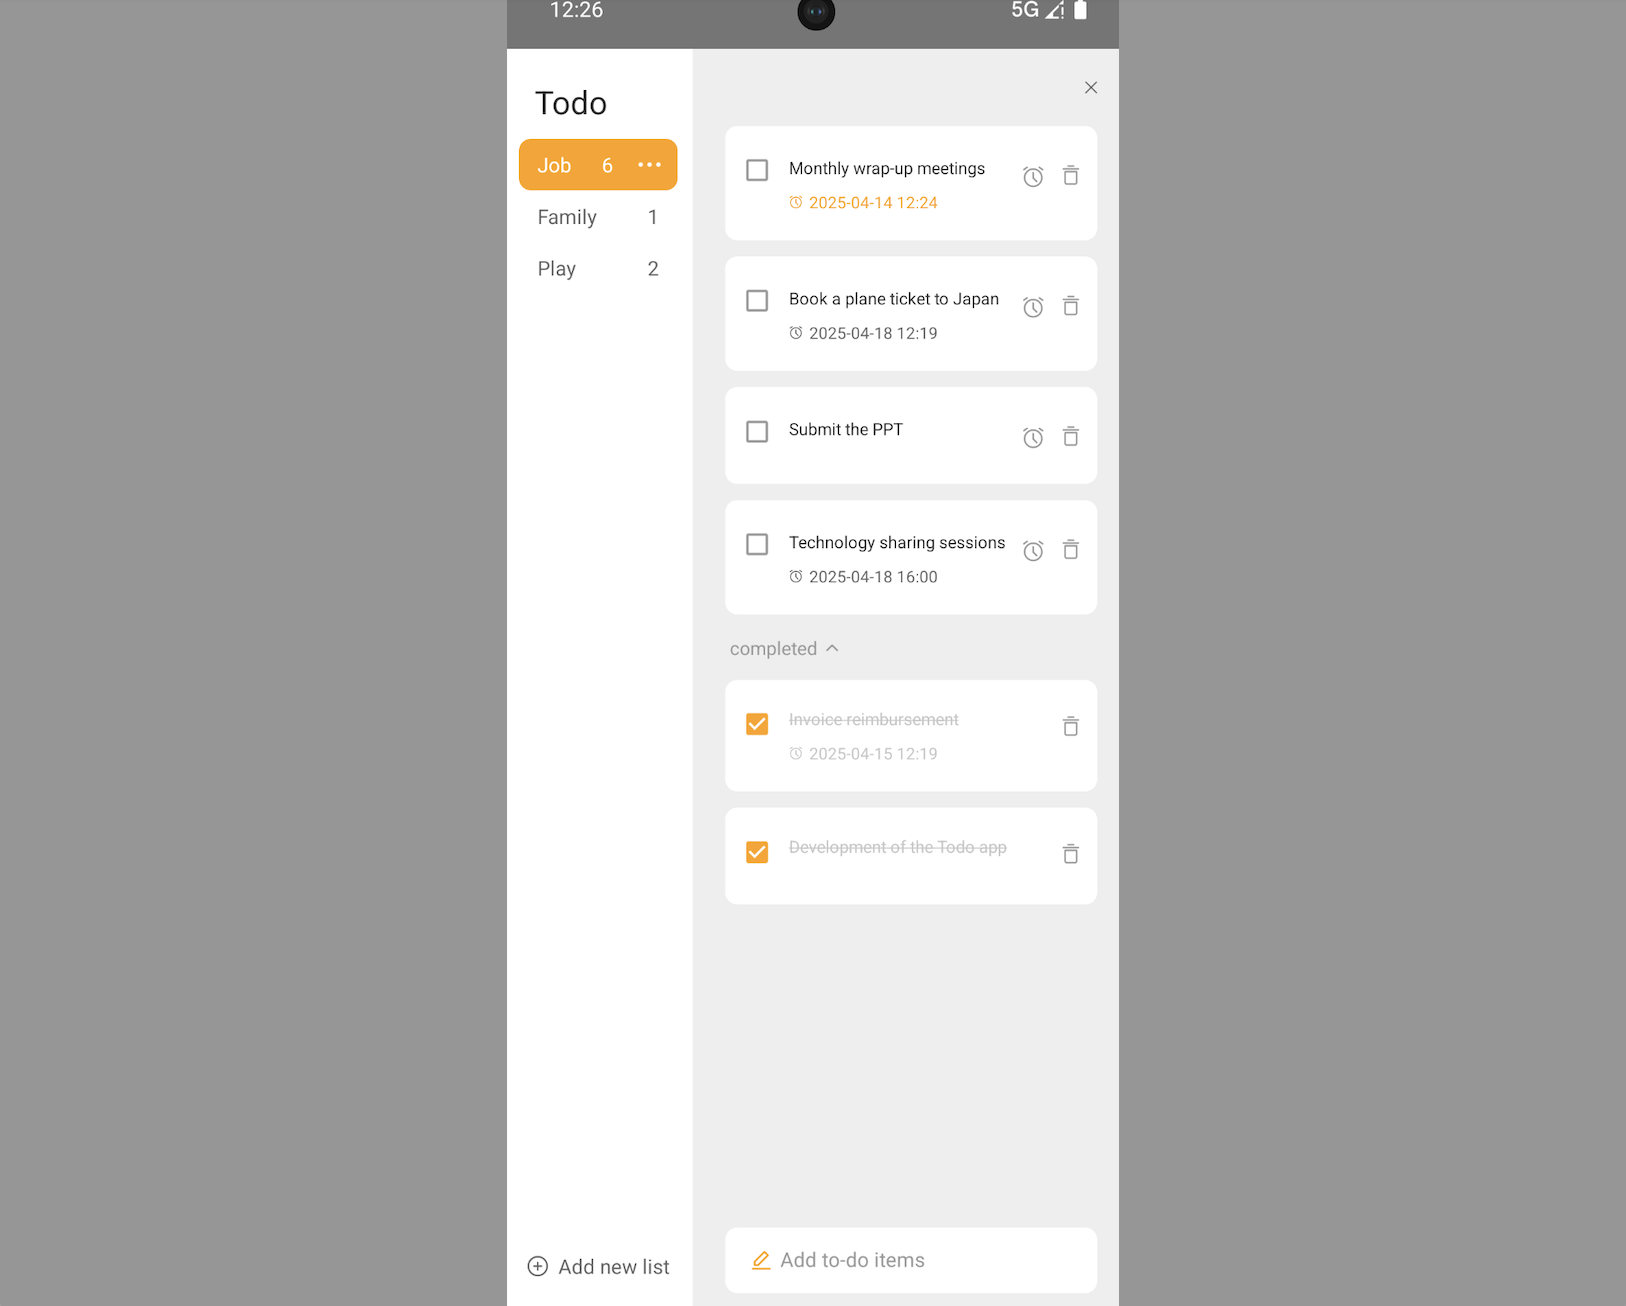 12:26
5G
Todo
Job 6
Family 1
Play 2
Monthly wrap-up meetings
2025-04-14 12:24
Book a plane ticket to Japan
2025-04-18 12:19
Submit the PPT
Technology sharing sessions
2025-04-18 16:00
completed
Invoice reimbursement
2025-04-15 12:19
Development of the Todo app
Add new list
Add to-do items